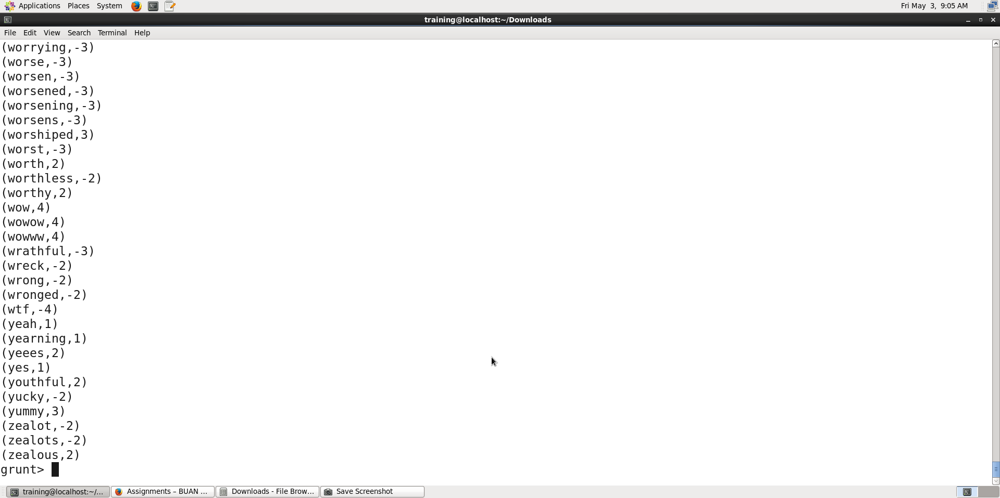 Applications Places System Fri May 3, 9:05 AM
training@localhost:~/Downloads
File Edit View Search Terminal Help
(worrying,-3)
(worse,-3)
(worsen,-3)
(worsened,-3)
(worsening,-3)
(worsens,-3)
(worshiped,3)
(worst,-3)
(worth,2)
(worthless,-2)
(worthy,2)
(wow,4)
(wowow,4)
(wowww,4)
(wrathful,-3)
(wreck,-2)
(wrong,-2)
(wronged,-2)
(wtf,-4)
(yeah,1)
(yearning,1)
(yeees,2)
(yes,1)
(youthful,2)
(yucky,-2)
(yummy,3)
(zealot,-2)
(zealots,-2)
(zealous,2)
grunt>
training@localhost:~/... Assignments – BUAN ... Downloads - File Brow... Save Screenshot